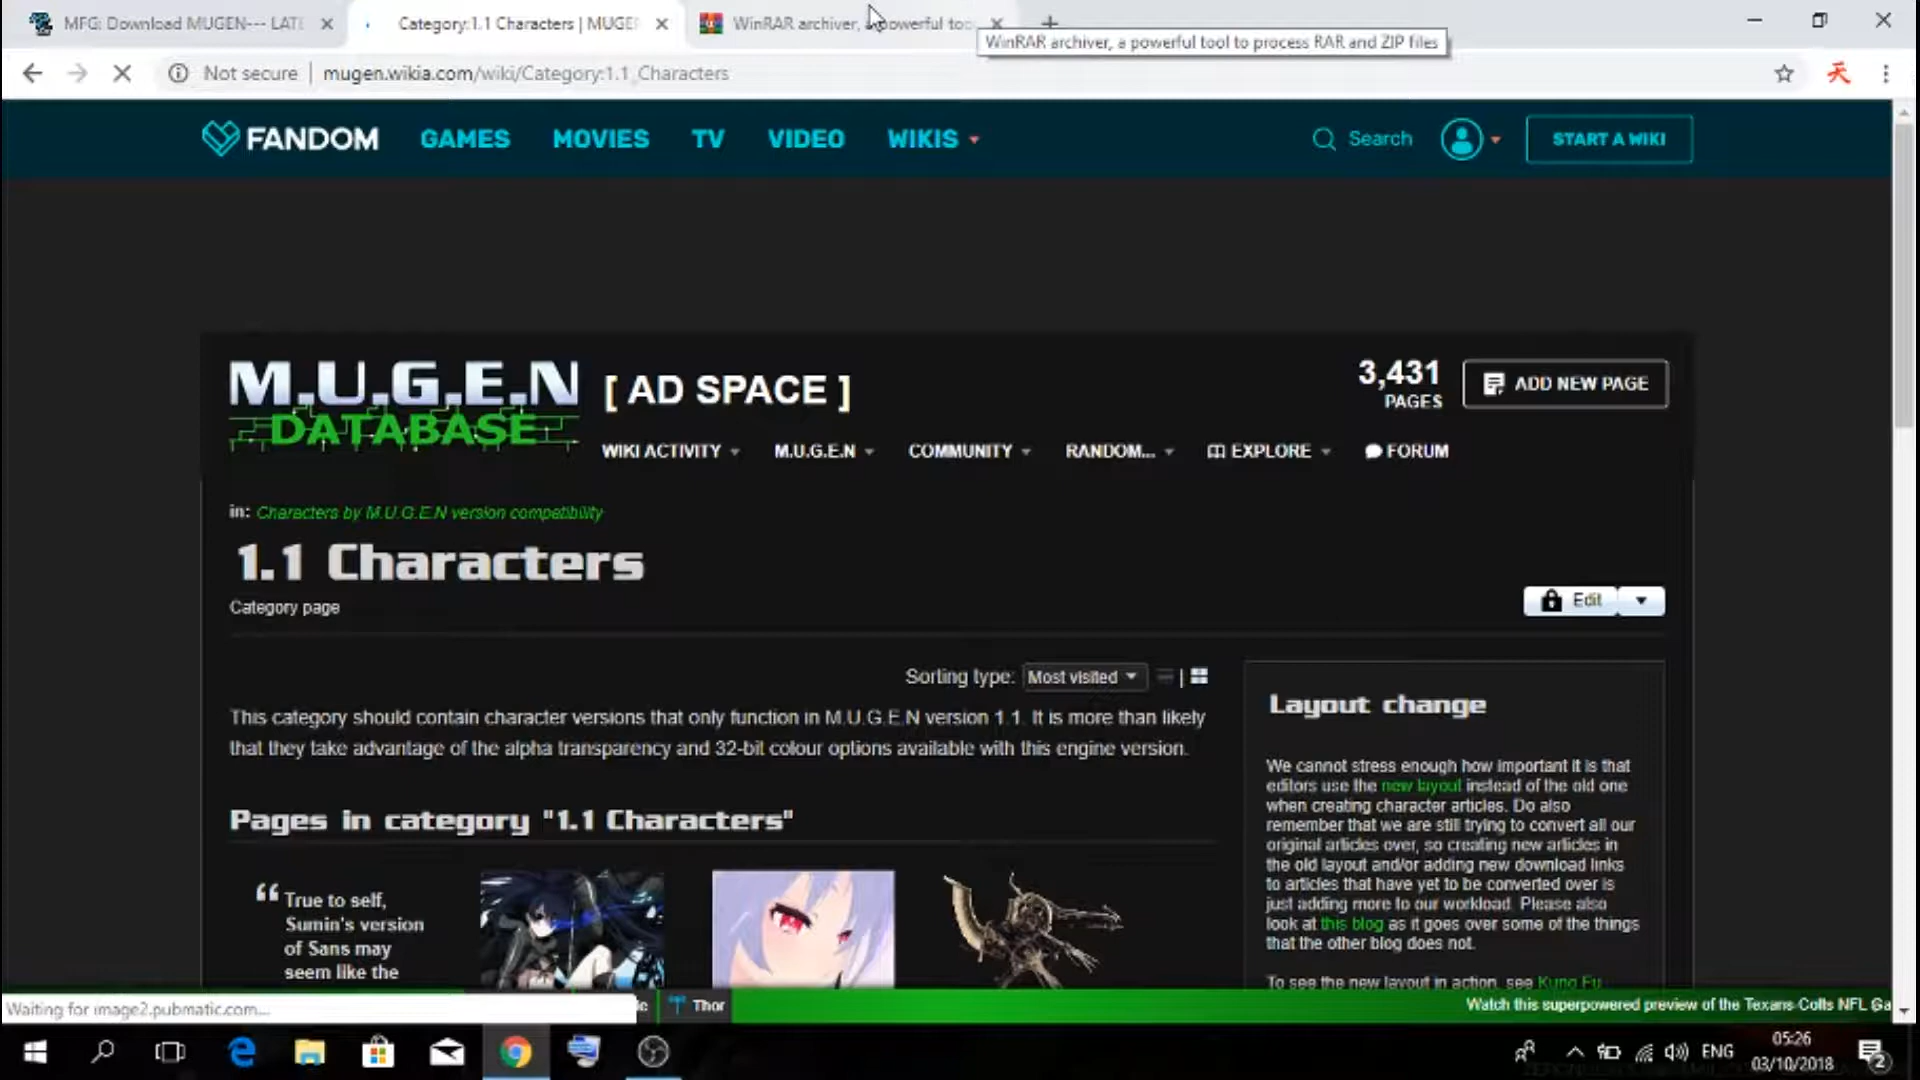 MFG: Download MUGEN--- LATE
Category:1.1 Characters | MUGE
WinRAR archiver, a powerful too
WinRAR archiver, a powerful tool to process RAR and ZIP files
Not secure
mugen.wikia.com/wiki/Category:1.1_Characters
天
FANDOM
GAMES
MOVIES
TV
VIDEO
WIKIS
Search
START A WIKI
M.U.G.E.N
DATABASE
[ AD SPACE ]
3,431
PAGES
ADD NEW PAGE
WIKI ACTIVITY
M.U.G.E.N
COMMUNITY
RANDOM...
EXPLORE
FORUM
in: Characters by M.U.G.E.N version compatibility
1.1 Characters
Category page
Edit
Sorting type: Most visited
This category should contain character versions that only function in M.U.G.E.N version 1.1. It is more than likely
that they take advantage of the alpha transparency and 32-bit colour options available with this engine version.
Pages in category "1.1 Characters"
“ True to self,
Sumin's version
of Sans may
seem like the
Layout change
We cannot stress enough how important it is that
editors use the new layout instead of the old one
when creating character articles. Do also
remember that we are still trying to convert all our
original articles over, so creating new articles in
the old layout and/or adding new download links
to articles that have yet to be converted over is
just adding more to our workload. Please also
look at this blog as it goes over some of the things
that the other blog does not.
To see the new layout in action, see Kung Fu
Waiting for image2.pubmatic.com...
Thor
Watch this superpowered preview of the Texans-Colts NFL Ga
ENG
05:26
03/10/2018
2